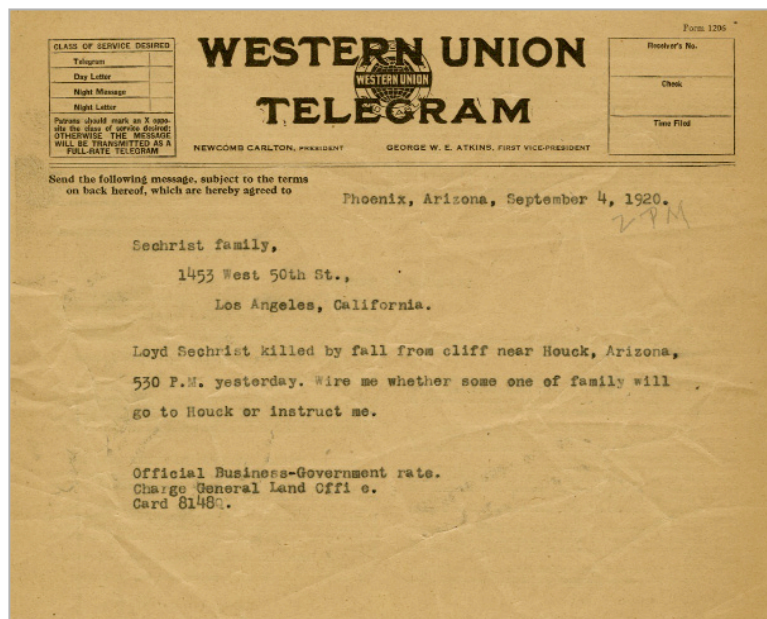 Form 1206
CLASS OF SERVICE DESIRED
Telegram
Day Letter
Night Message
Night Letter
Patrons should mark an X oppo-
site the class of service desired;
OTHERWISE THE MESSAGE
WILL BE TRANSMITTED AS A
FULL-RATE TELEGRAM
WESTERN UNION
WESTERN UNION
TELEGRAM
NEWCOMB CARLTON, PRESIDENT
GEORGE W. E. ATKINS, FIRST VICE-PRESIDENT
Receiver's No.
Check
Time Filed
Send the following message, subject to the terms
on back hereof, which are hereby agreed to
Phoenix, Arizona, September 4, 1920.
2 PM
Sechrist family,
1453 West 50th St.,
Los Angeles, California.
Loyd Sechrist killed by fall from cliff near Houck, Arizona,
530 P.M. yesterday. Wire me whether some one of family will
go to Houck or instruct me.
Official Business-Government rate.
Charge General Land Offi e.
Card 8148.